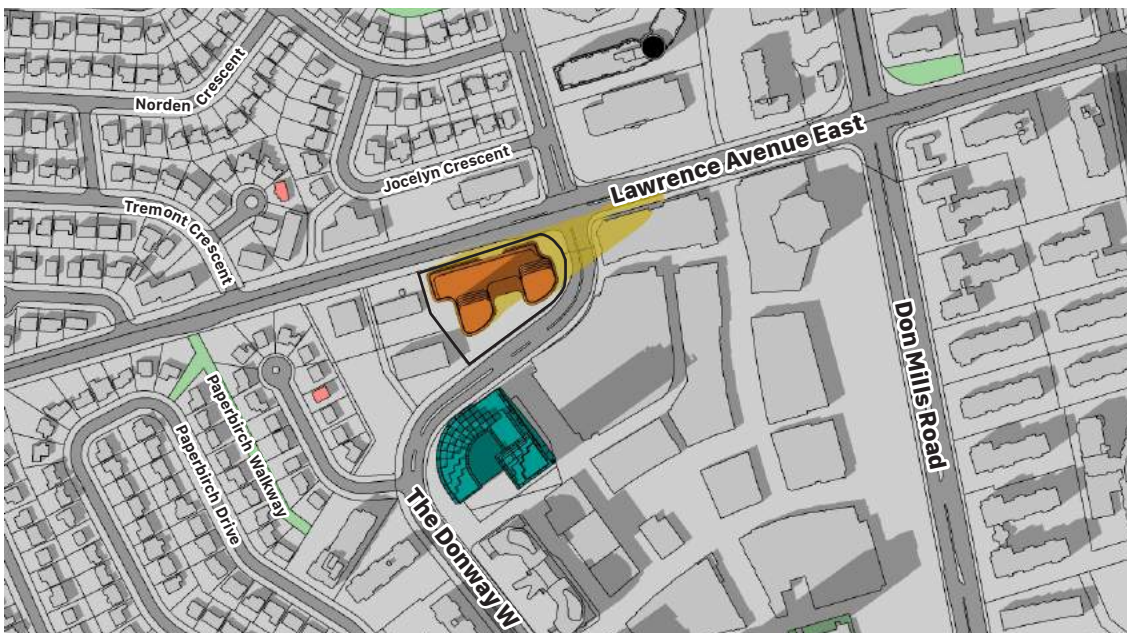 Norden Crescent
Jocelyn Crescent
Lawrence Avenue East
Tremont Crescent
Don Mills Road
Paperbirch Walkway
Paperbirch Drive
The Donway W